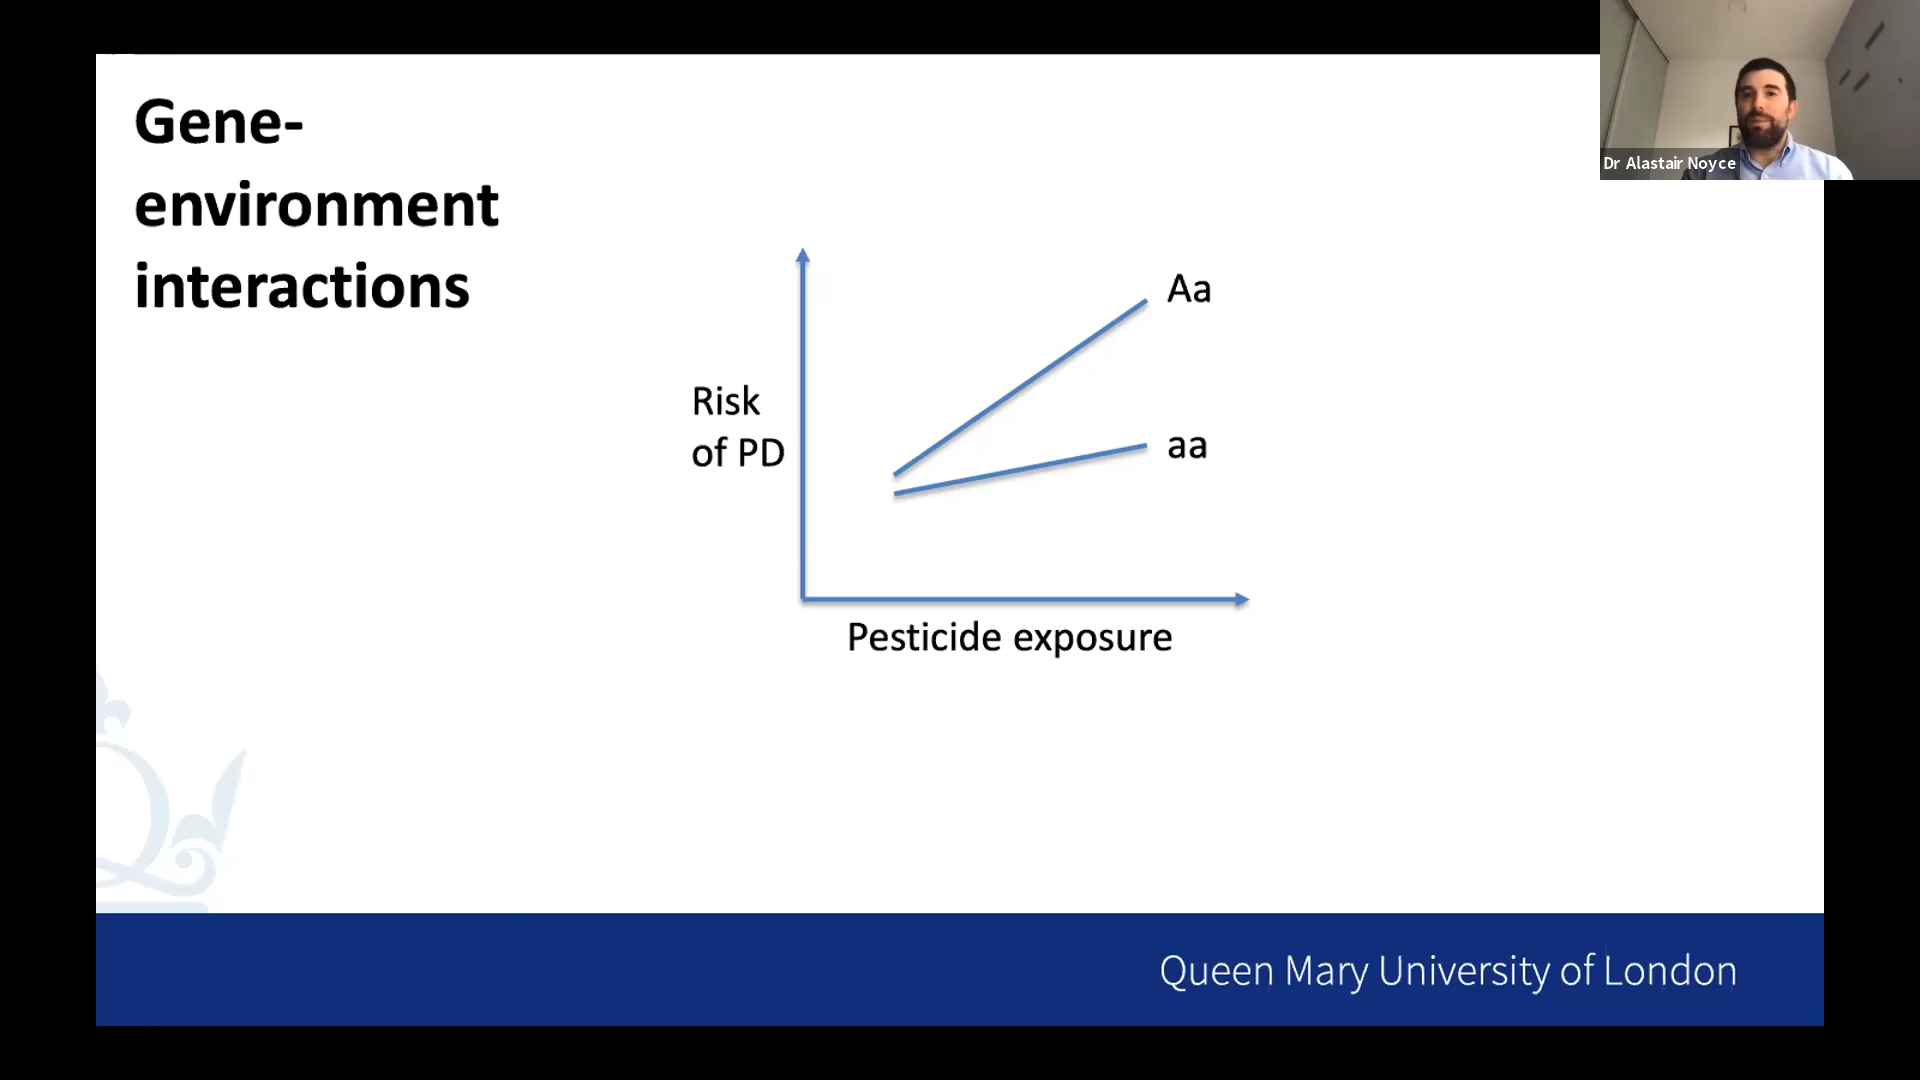 Gene-
environment
interactions
Dr Alastair Noyce
Aa
Risk
of PD
aa
Pesticide exposure
Queen Mary University of London